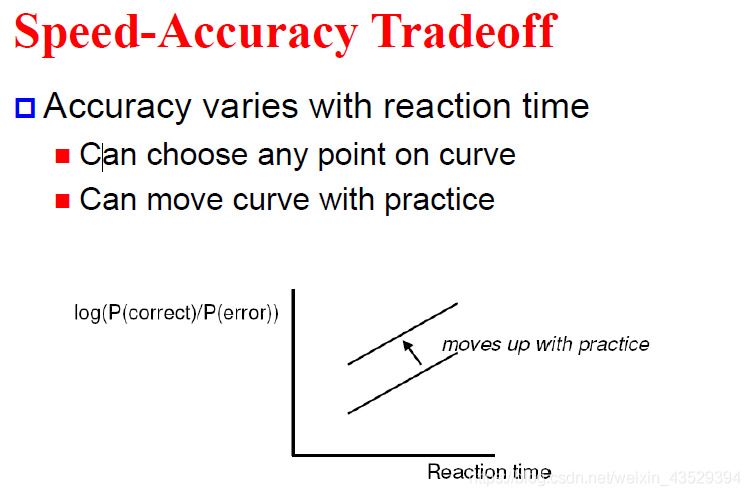 Speed-Accuracy Tradeoff
Accuracy varies with reaction time
Can choose any point on curve
Can move curve with practice
log(P(correct)/P(error))
moves up with practice
Reaction time
https://blog.csdn.net/weixin_43529394